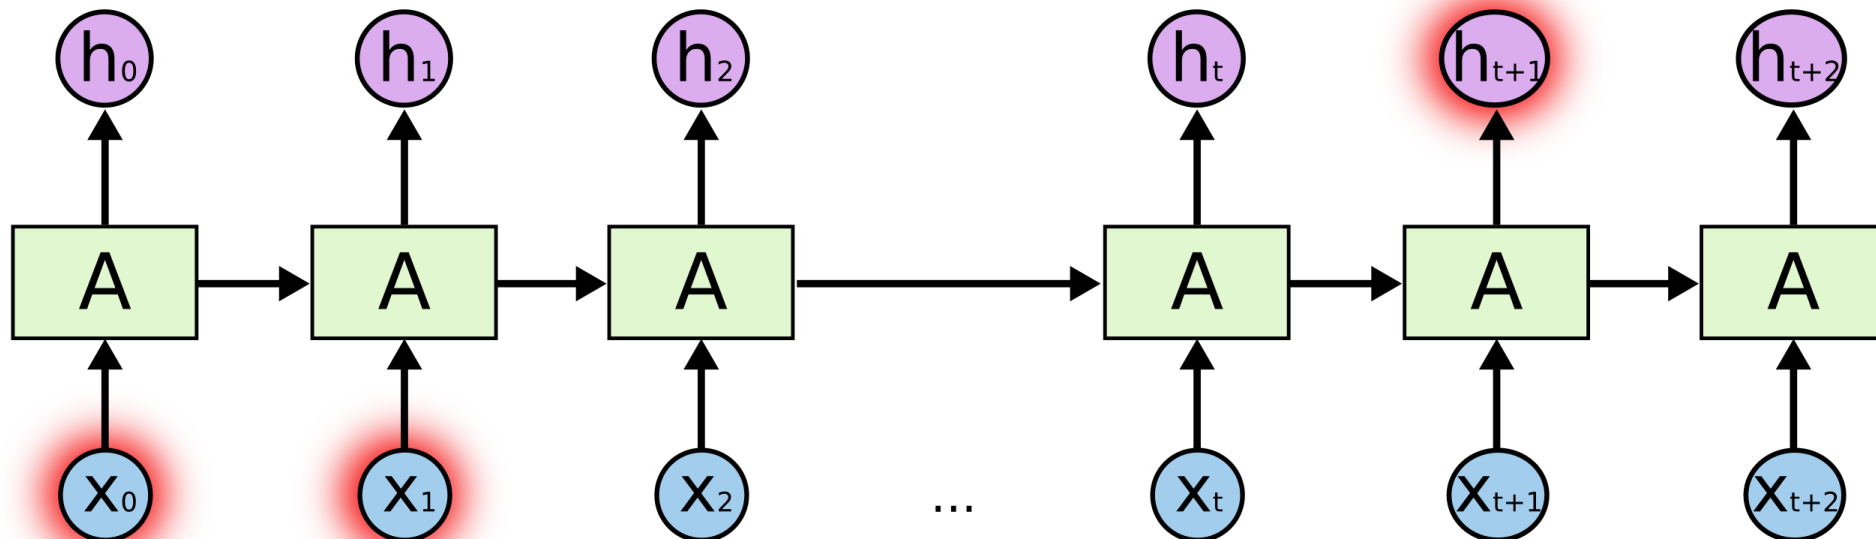 h₀ h₁ h₂ hₜ hₜ₊₁ hₜ₊₂
A A A A A A
x₀ x₁ x₂ ... xₜ xₜ₊₁ xₜ₊₂